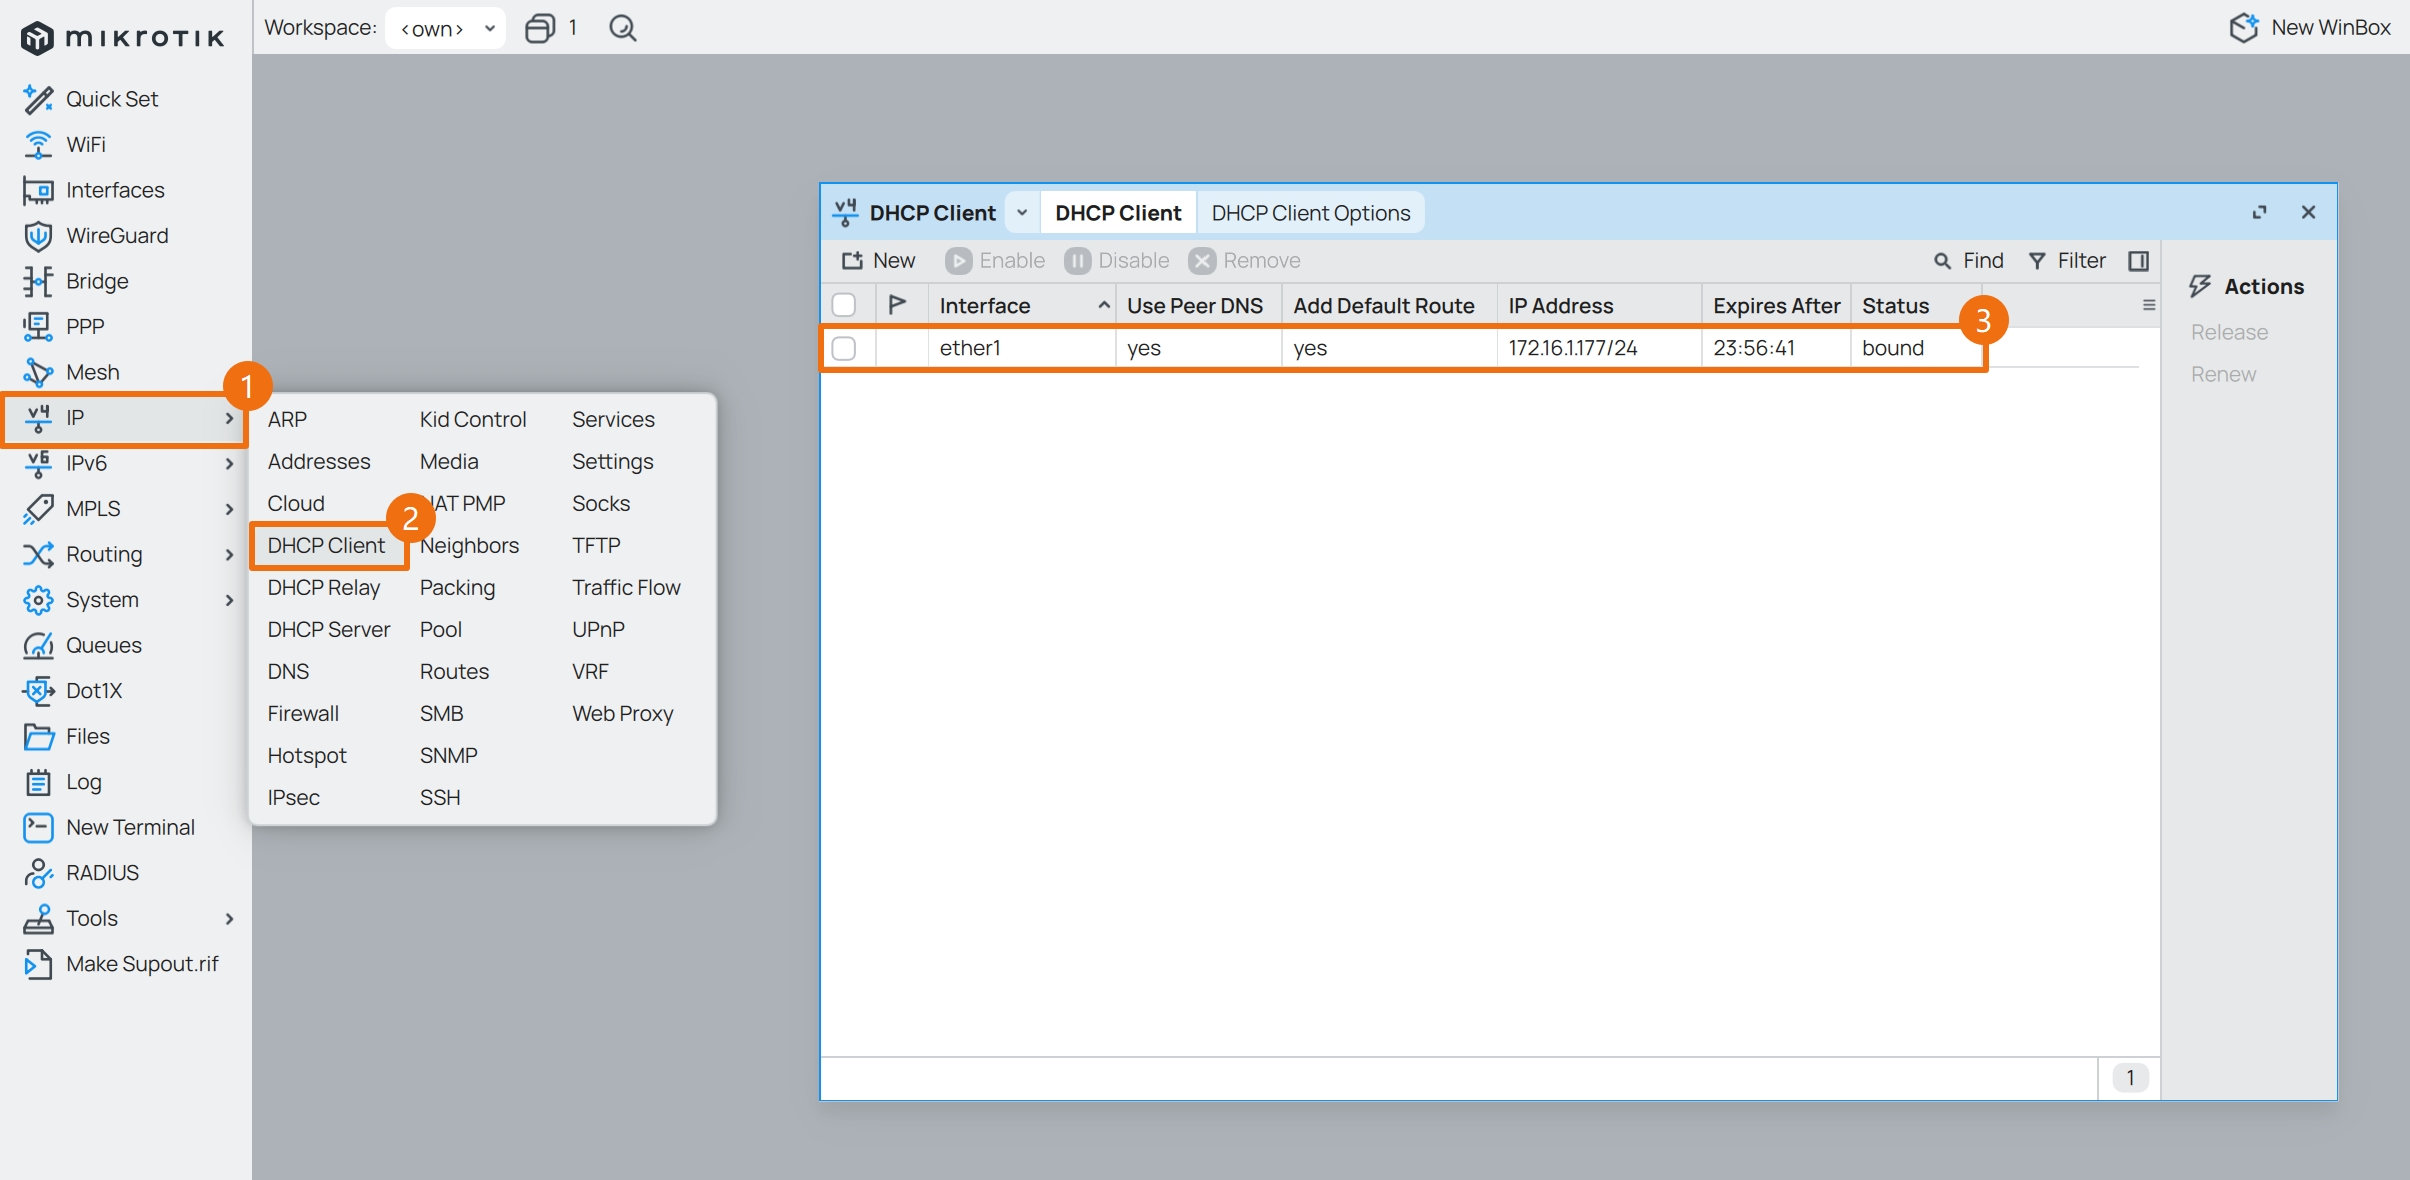 mikrotik
Workspace: <own> 1
New WinBox
Quick Set
WiFi
Interfaces
WireGuard
Bridge
PPP
Mesh
1
v4 IP
v6 IPv6
MPLS
Routing
System
Queues
Dot1X
Files
Log
New Terminal
RADIUS
Tools
Make Supout.rif
ARP
Addresses
Cloud
2
DHCP Client
DHCP Relay
DHCP Server
DNS
Firewall
Hotspot
IPsec
Kid Control
Media
NAT PMP
Neighbors
Packing
Pool
Routes
SMB
SNMP
SSH
Services
Settings
Socks
TFTP
Traffic Flow
UPnP
VRF
Web Proxy
v4 DHCP Client DHCP Client DHCP Client Options
New Enable Disable Remove Find Filter
Interface Use Peer DNS Add Default Route IP Address Expires After Status
3
ether1 yes yes 172.16.1.177/24 23:56:41 bound
1
Actions
Release
Renew